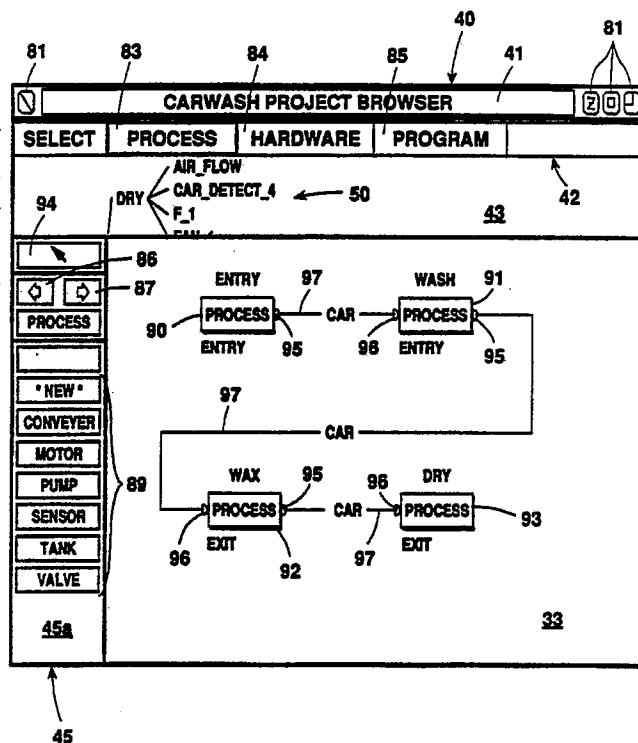 40
81 83 84 85 41 81
CARWASH PROJECT BROWSER
SELECT PROCESS HARDWARE PROGRAM
42
AIR_FLOW
CAR_DETECT_4 50
DRY
F_1
43
94
86
87
PROCESS
*NEW*
CONVEYER
MOTOR
PUMP
SENSOR
TANK
VALVE
89
45a
45
ENTRY 97 WASH 91
90 PROCESS 95 CAR 96 PROCESS 95
ENTRY ENTRY
97
CAR
WAX 95 96 DRY
PROCESS CAR PROCESS 93
96 EXIT 92 97 EXIT
33